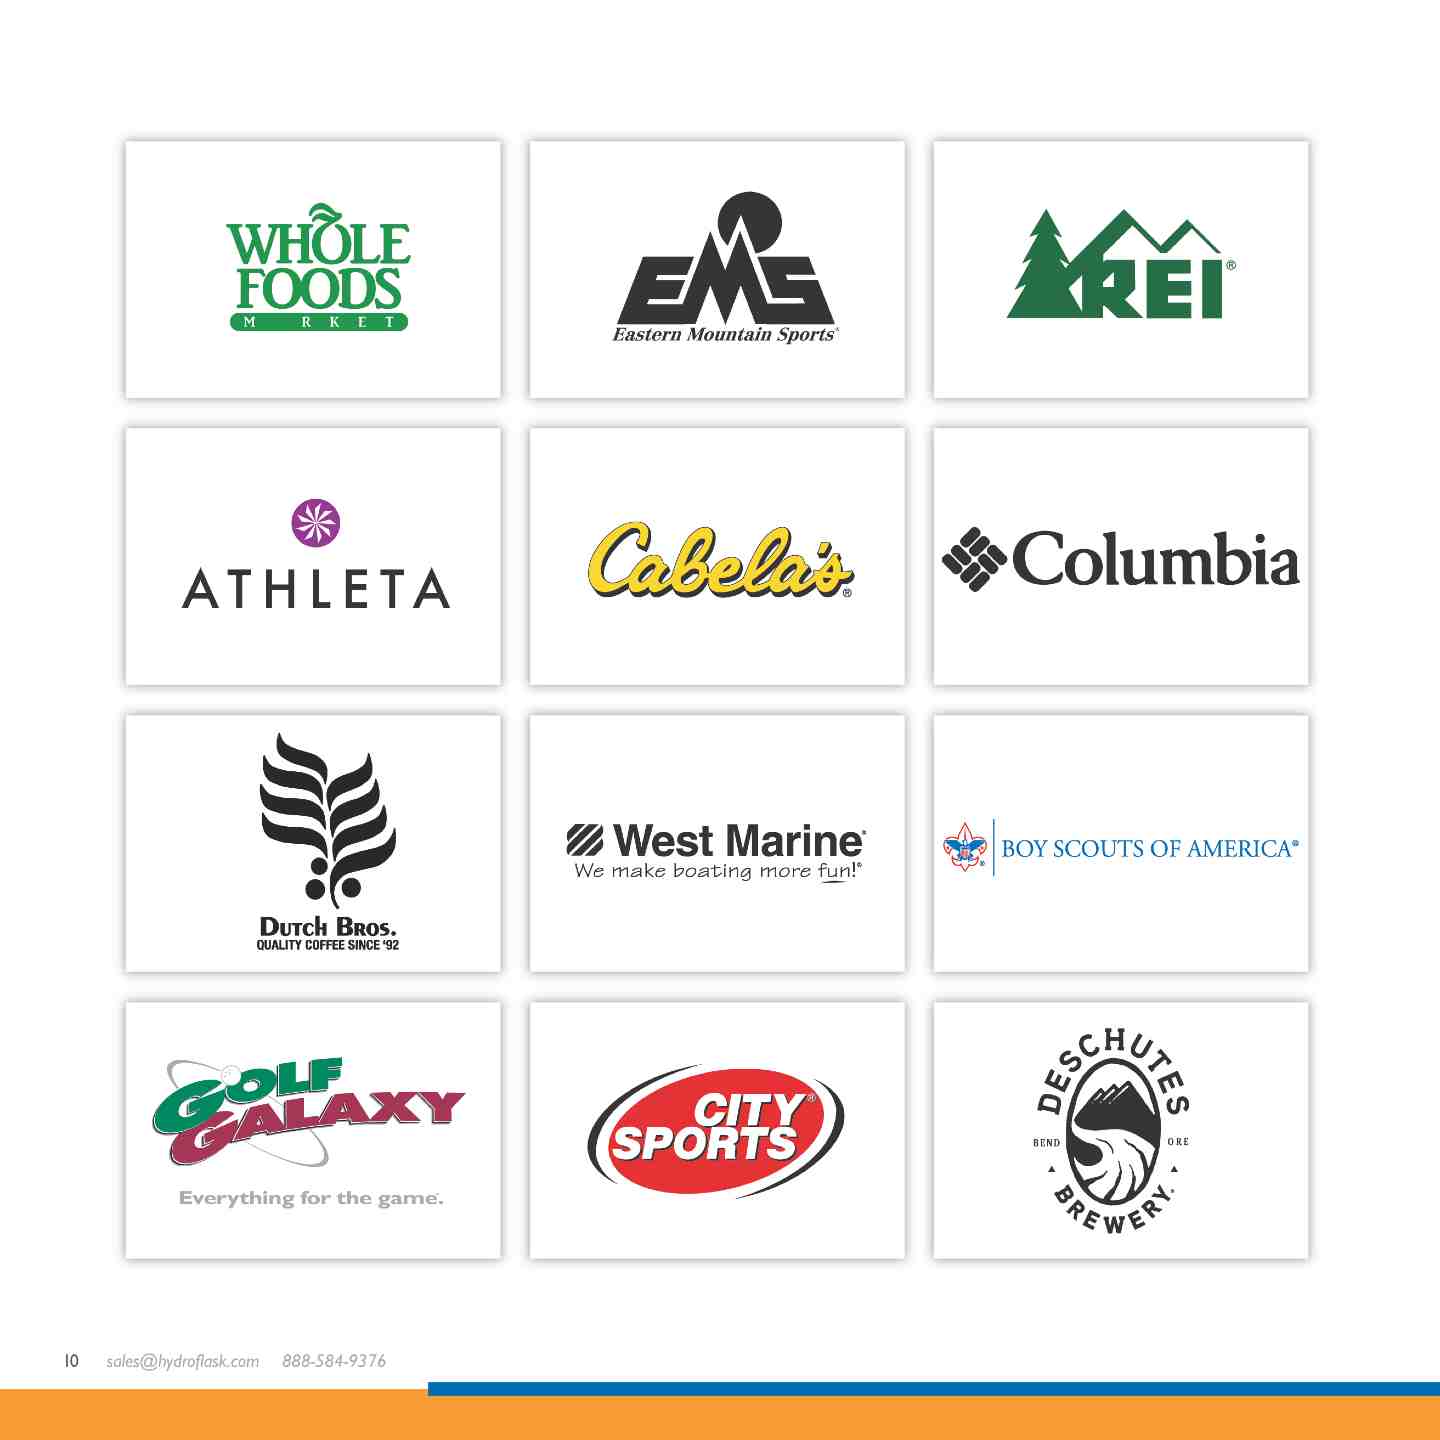 WHOLE
FOODS
M RKET
EMS
Eastern Mountain Sports®
REI®
ATHLETA
Cabela's®
Columbia
DUTCH BROS.
QUALITY COFFEE SINCE '92
West Marine®
We make boating more fun!®
BOY SCOUTS OF AMERICA®
GOLF
GALAXY
Everything for the game.
CITY®
SPORTS
DESCHUTES
BEND ORE
BREWERY®
10 sales@hydroflask.com 888-584-9376